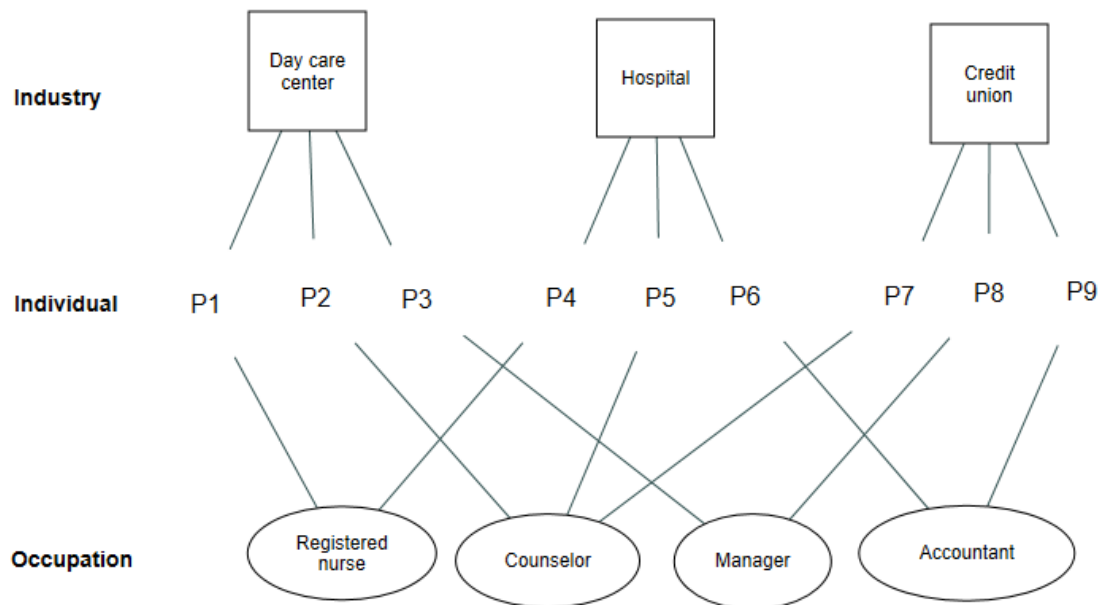 Industry
Day care
center
Hospital
Credit
union
Individual
P1
P2
P3
P4
P5
P6
P7
P8
P9
Occupation
Registered
nurse
Counselor
Manager
Accountant